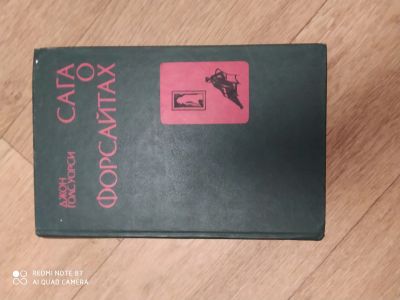 ДЖОН
ГОЛСУОРСИ
САГА
О
ФОРСАЙТАХ
REDMI NOTE 8T
AI QUAD CAMERA